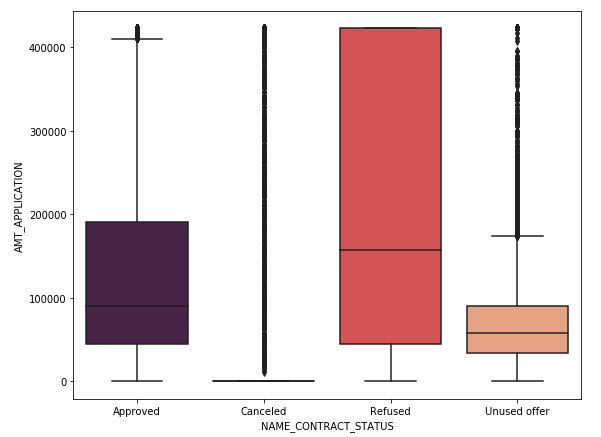 400000
300000
200000
100000
0
AMT_APPLICATION
Approved
Canceled
Refused
Unused offer
NAME_CONTRACT_STATUS